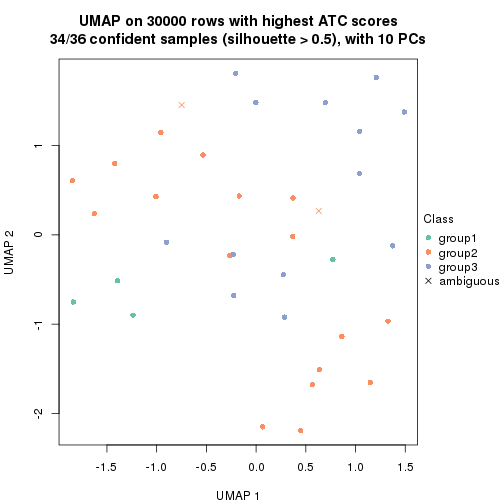 UMAP on 30000 rows with highest ATC scores
34/36 confident samples (silhouette > 0.5), with 10 PCs
UMAP 2
1
0
-1
-2
-1.5 -1.0 -0.5 0.0 0.5 1.0 1.5
UMAP 1
Class
group1
group2
group3
ambiguous